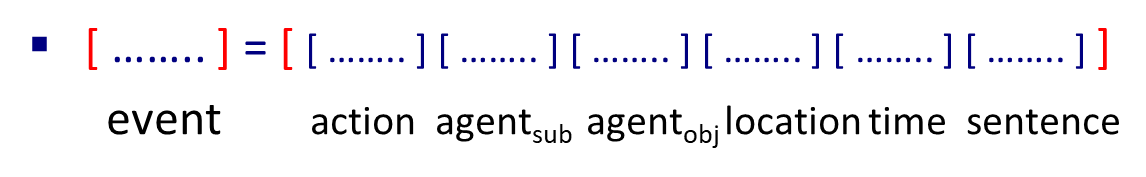 ▪ [ …….. ] = [ [ …….. ] [ …….. ] [ …….. ] [ …….. ] [ …….. ] [ …….. ] ]
event action agentsub agentobj location time sentence